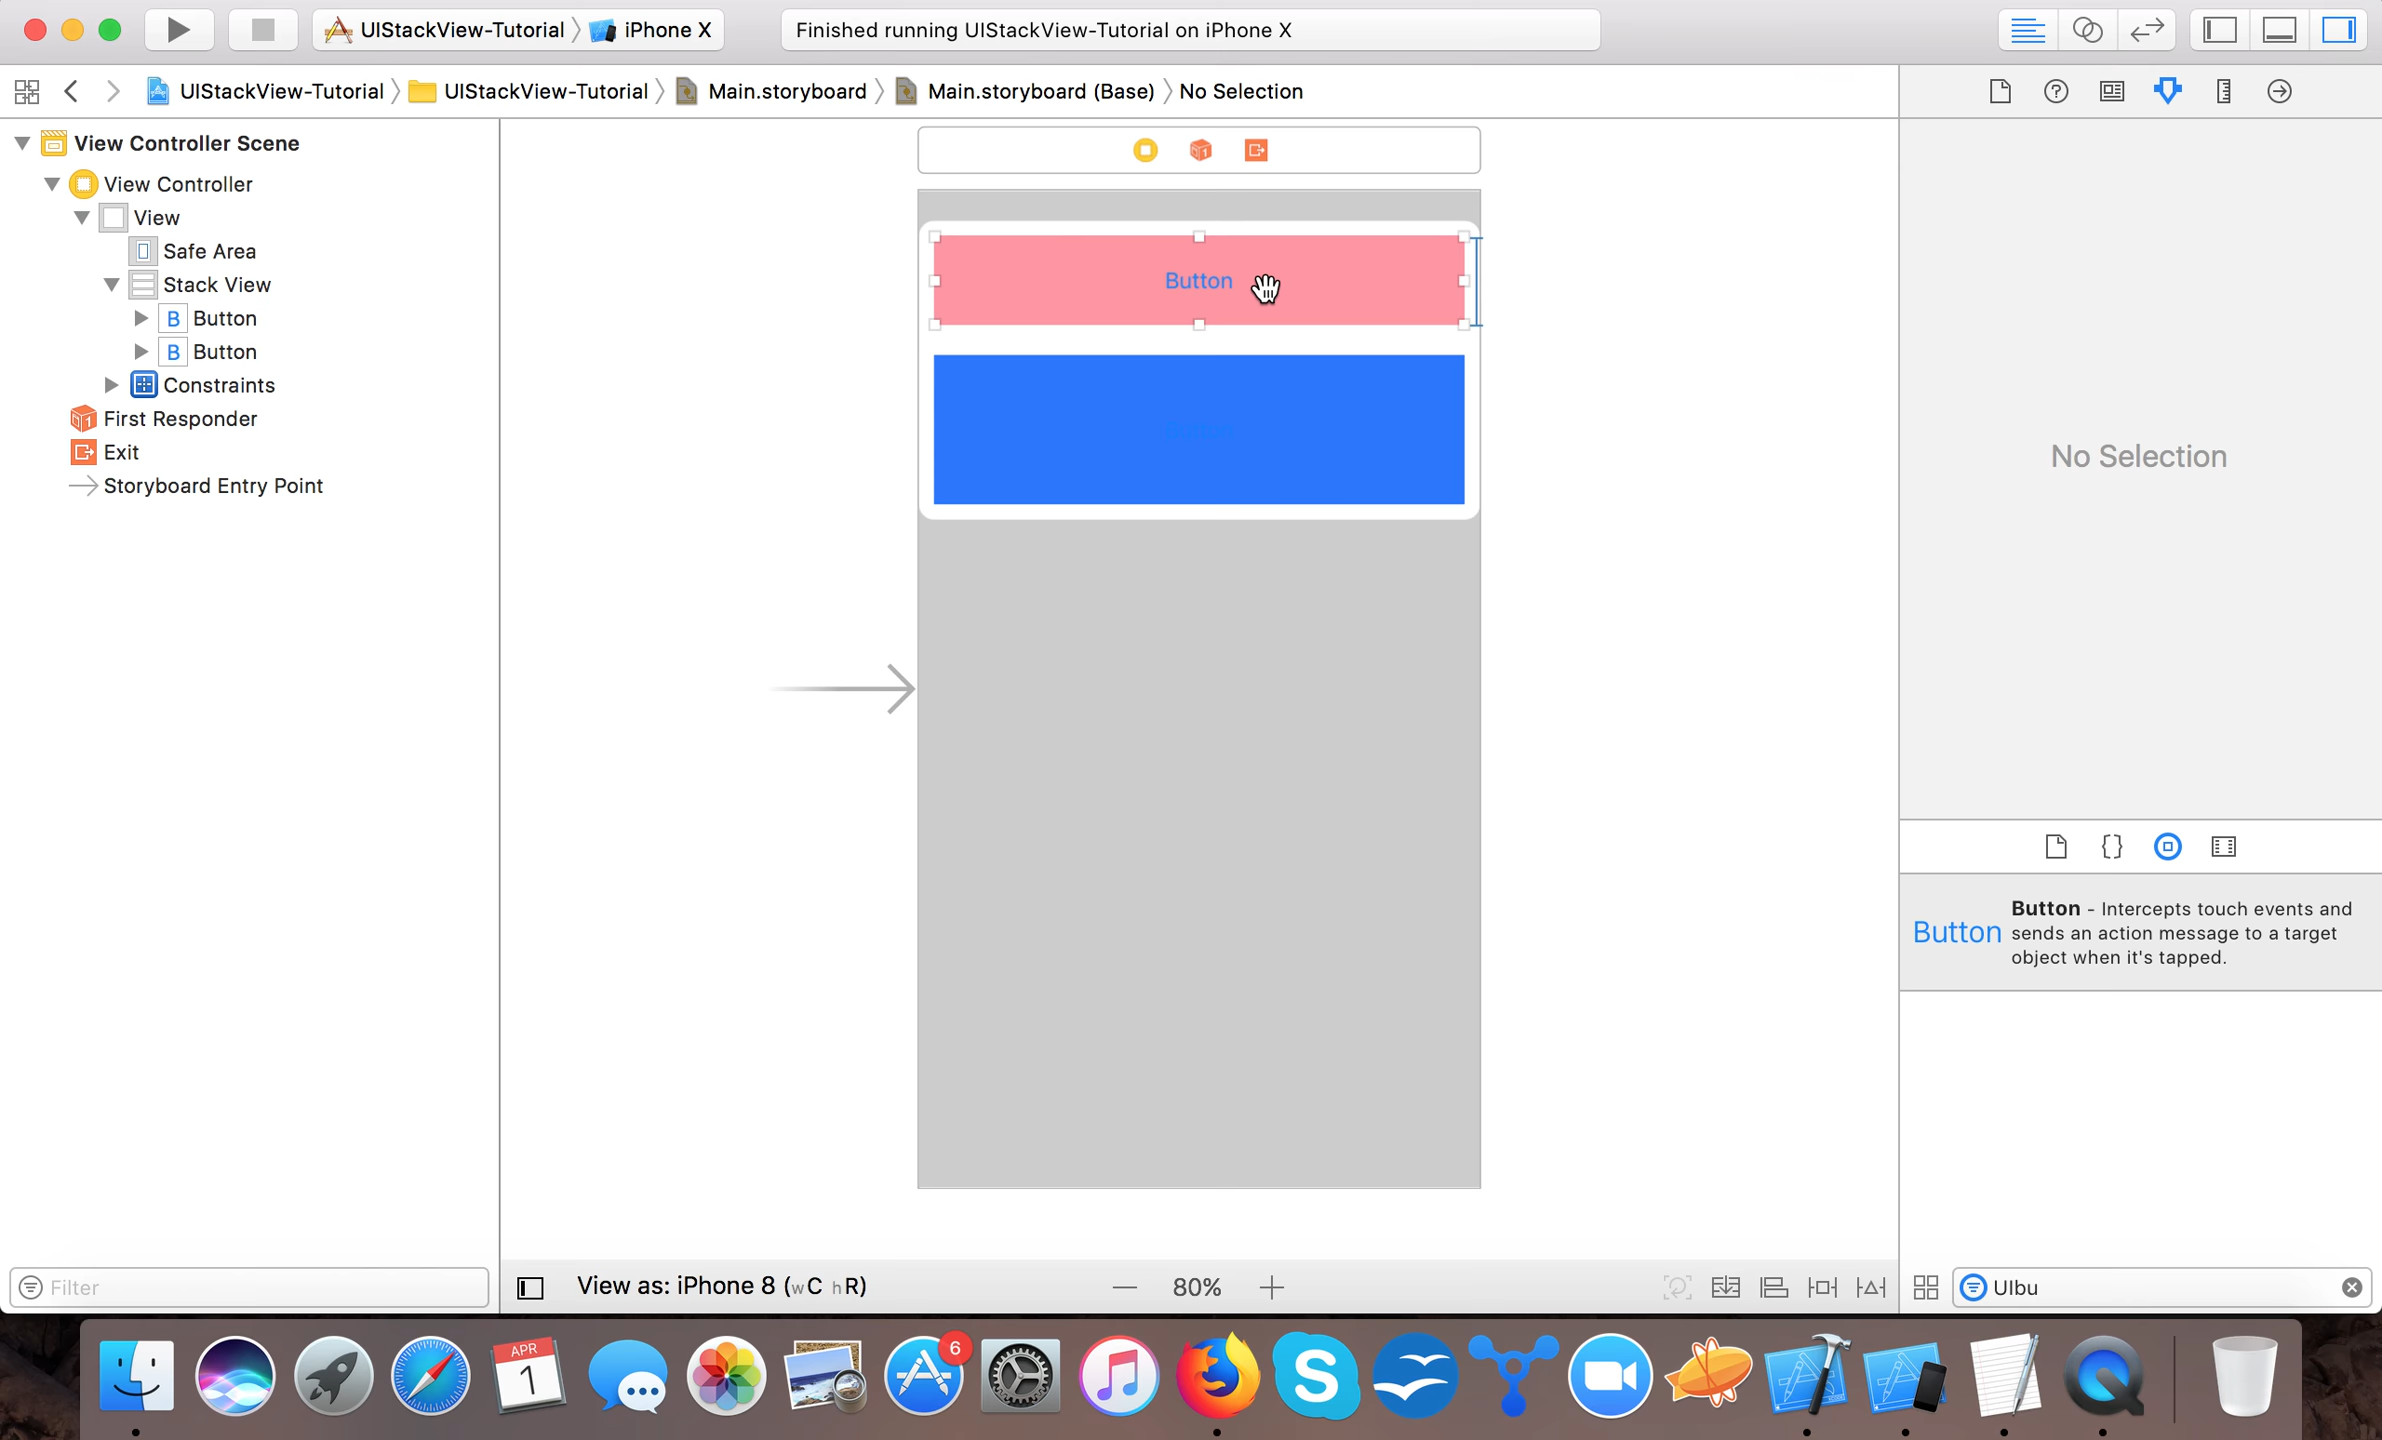 UIStackView-Tutorial
iPhone X
Finished running UIStackView-Tutorial on iPhone X
UIStackView-Tutorial
UIStackView-Tutorial
Main.storyboard
Main.storyboard (Base)
No Selection
View Controller Scene
View Controller
View
Safe Area
Stack View
B Button
B Button
Constraints
First Responder
Exit
Storyboard Entry Point
Button
Button
No Selection
Button
Button - Intercepts touch events and
sends an action message to a target
object when it's tapped.
Filter
View as: iPhone 8 (wC hR)
80%
UIbu
APR
1
6